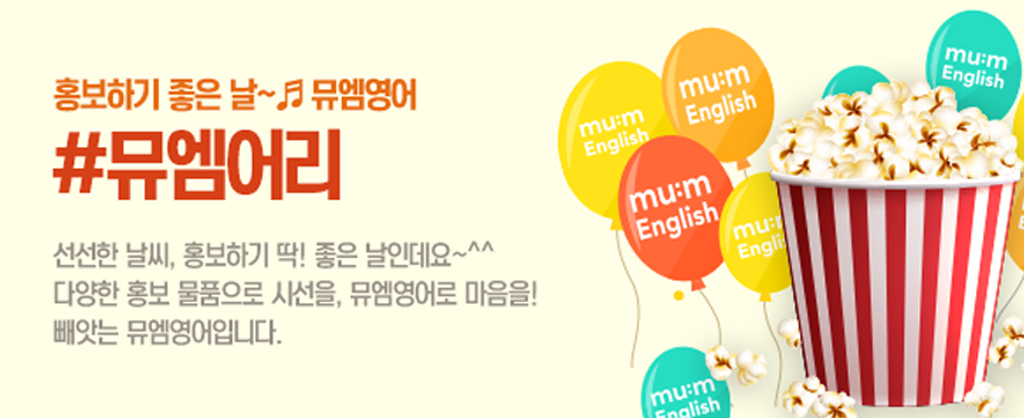 홍보하기 좋은 날~♬ 뮤엠영어
#뮤엠어리
선선한 날씨, 홍보하기 딱! 좋은 날인데요~^^
다양한 홍보 물품으로 시선을, 뮤엠영어로 마음을!
빼앗는 뮤엠영어입니다.
mu:m
English
mu:m
English
mu:m
English
mu:m
English
mu:m
English
mu:m
English